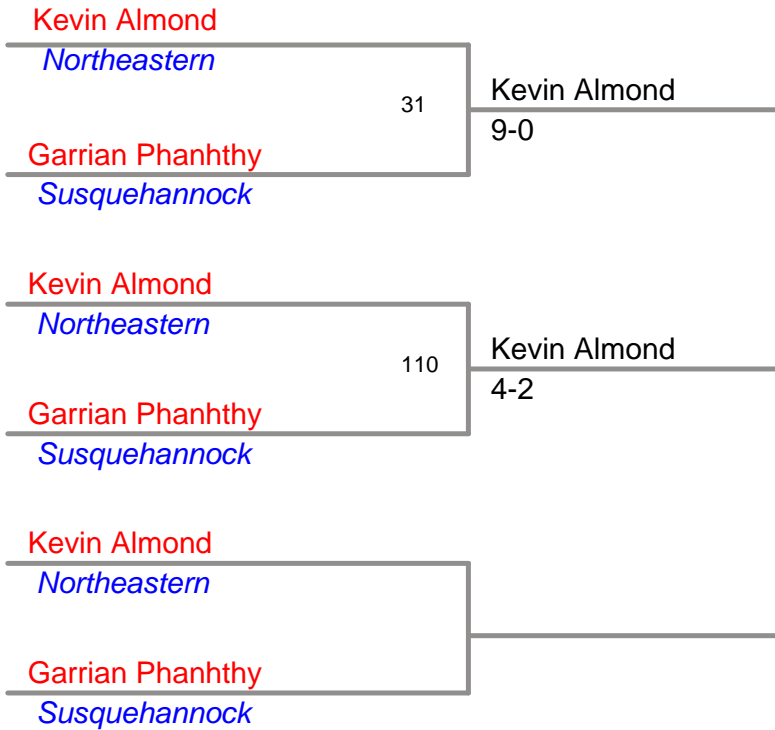 Kevin Almond
Northeastern
31
Kevin Almond
9-0
Garrian Phanhthy
Susquehannock
Kevin Almond
Northeastern
110
Kevin Almond
4-2
Garrian Phanhthy
Susquehannock
Kevin Almond
Northeastern
Garrian Phanhthy
Susquehannock